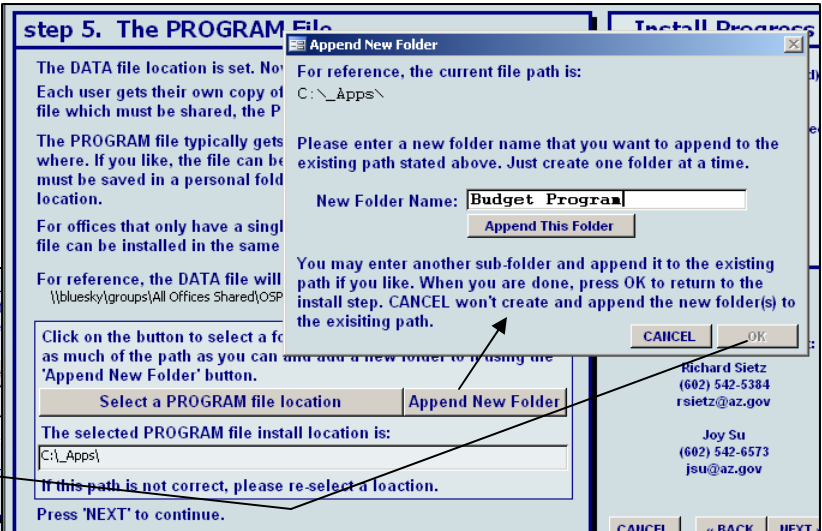 step 5. The PROGRAM File
The DATA file location is set.
Each user gets their own copy of
file which must be shared, the
The PROGRAM file typically gets
where. If you like, the file can be
must be saved in a personal
location.
For offices that only have a
file can be installed in the same
For reference, the DATA file will
\\bluesky\groups\All Offices Shared\OSP
Click on the button to select a
as much of the path as you can and add a new folder to it using the
'Append New Folder' button.
Select a PROGRAM file location
Append New Folder
The selected PROGRAM file install location is:
C:\_Apps\
If this path is not correct, please re-select a loaction.
Press 'NEXT' to continue.
Append New Folder
For reference, the current file path is:
C:\_Apps\
Please enter a new folder name that you want to append to the
existing path stated above. Just create one folder at a time.
New Folder Name: Budget Program
Append This Folder
You may enter another sub-folder and append it to the existing
path if you like. When you are done, press OK to return to the
install step. CANCEL won't create and append the new folder(s) to
the exisiting path.
CANCEL
OK
Install Progress
Richard Sietz
(602) 542-5384
rsietz@az.gov
Joy Su
(602) 542-6573
jsu@az.gov
CANCEL
« BACK
NEXT